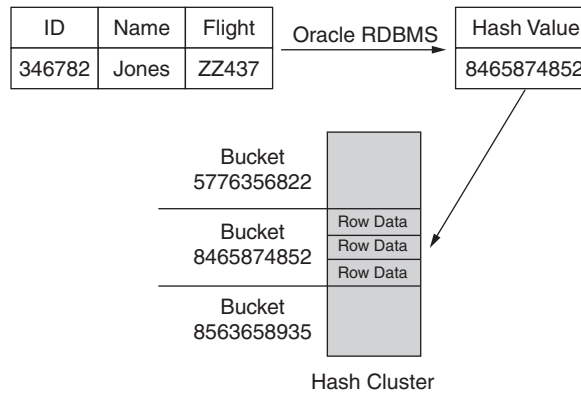 ID Name Flight
346782 Jones ZZ437
Oracle RDBMS
Hash Value
8465874852
Bucket
5776356822
Bucket
8465874852
Row Data
Row Data
Row Data
Bucket
8563658935
Hash Cluster